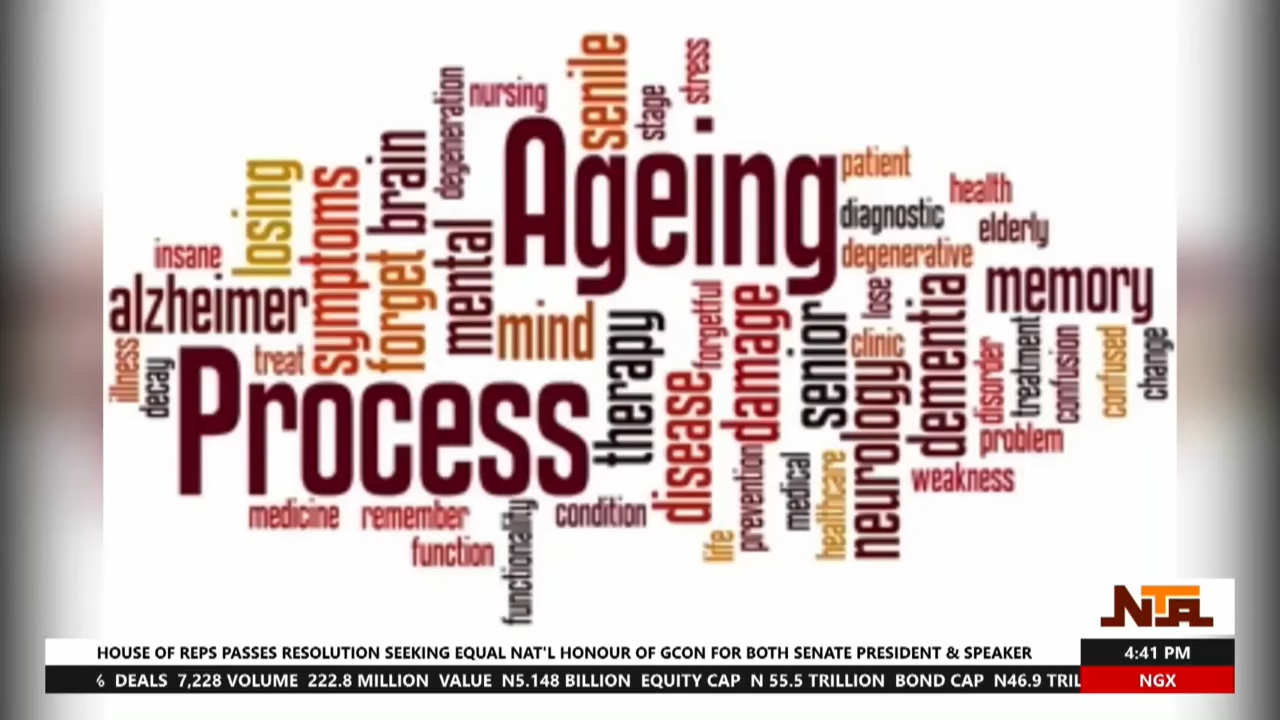 senile
stress
stage
nursing
degeneration
Ageing
brain
losing
symptoms
patient
health
diagnostic
elderly
insane
forget
mental
degenerative
memory
alzheimer
mind
forgetful
damage
lose
dementia
senior
therapy
clinic
treatment
confusion
confused
change
illness
decay
treat
Process
disease
neurology
disorder
problem
prevention
medical
healthcare
weakness
medicine
remember
functionality
condition
function
life
NTA
HOUSE OF REPS PASSES RESOLUTION SEEKING EQUAL NAT'L HONOUR OF GCON FOR BOTH SENATE PRESIDENT & SPEAKER
4:41 PM
% DEALS 7,228 VOLUME 222.8 MILLION VALUE N5.148 BILLION EQUITY CAP N 55.5 TRILLION BOND CAP N46.9 TRIL
NGX